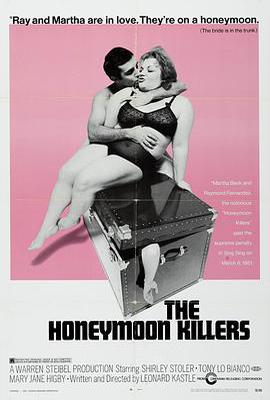 "Ray and Martha are in love. They're on a honeymoon.
(The bride is in the trunk.)
"Martha Beck and
Raymond Fernandez,
the notorious
"Honeymoon
Killers"
paid the
supreme penalty
in Sing Sing on
March 8, 1951.
THE
HONEYMOON KILLERS
A WARREN STEIBEL PRODUCTION Starring SHIRLEY STOLER · TONY LO BIANCO
MARY JANE HIGBY · Written and Directed by LEONARD KASTLE